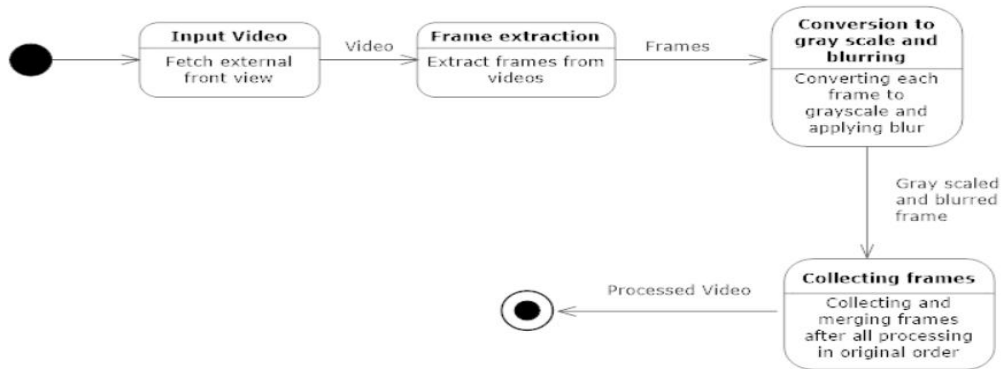 Input Video
Fetch external
front view
Video
Frame extraction
Extract frames from
videos
Frames
Conversion to
gray scale and
blurring
Converting each
frame to
grayscale and
applying blur
Gray scaled
and blurred
frame
Collecting frames
Collecting and
merging frames
after all processing
in original order
Processed Video